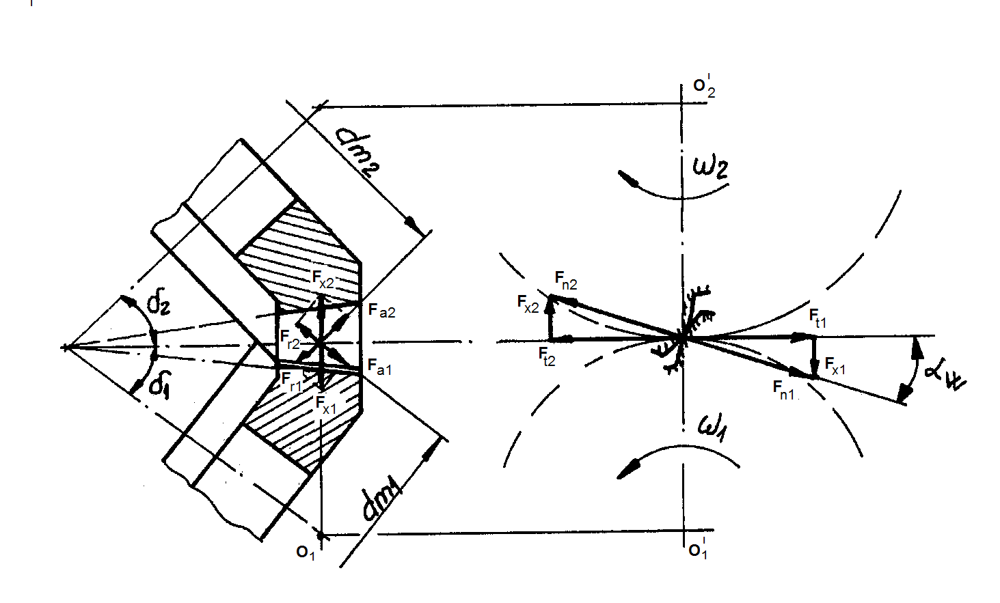 O'2
dm2
ω2
Fx2
Fn2
Fx2
δ2
Fa2
Ft1
Fr2
Ft2
Fa1
Fx1
αw
Fr1
δ1
Fn1
Fx1
ω1
dm1
O1
O'1